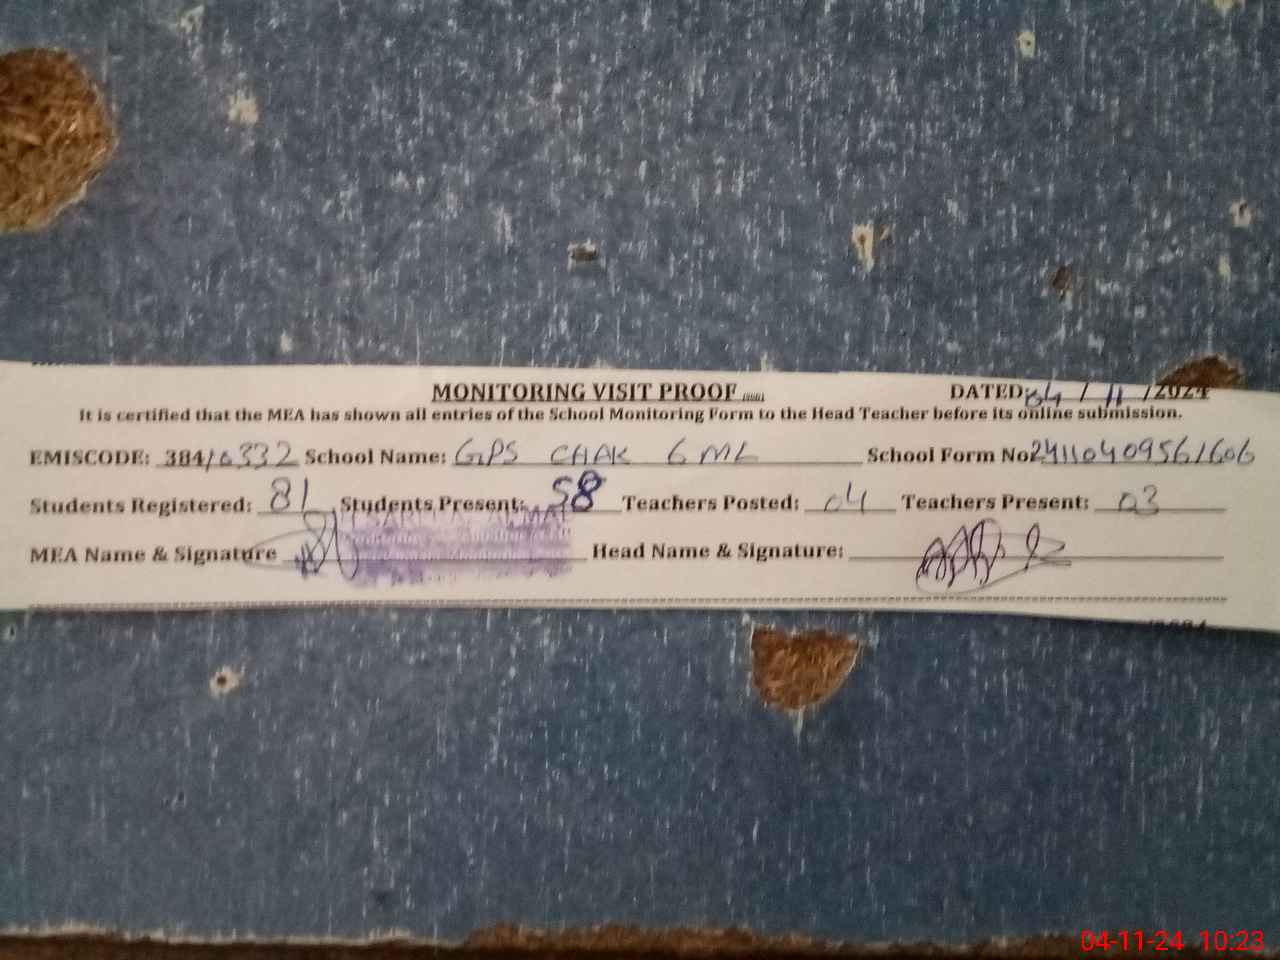 MONITORING VISIT PROOF DATED: 04 / 11 /2024
It is certified that the MEA has shown all entries of the School Monitoring Form to the Head Teacher before its online submission.
EMISCODE: 384/0332 School Name: GPS CHAK 6 ML School Form No 24110409561606
Students Registered: 81 Students Present: 58 Teachers Posted: 04 Teachers Present: 03
MEA Name & Signature Head Name & Signature:
04-11-24 10:23